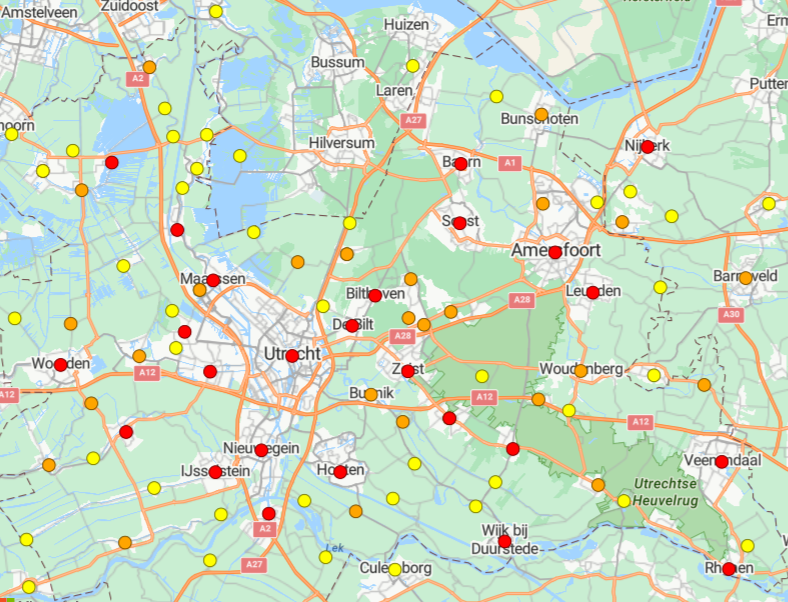 Amstelveen
Zuidoost
Huizen
A2
Bussum
Laren
Putten
A27
Bunschoten
Hilversum
Nijkerk
Baarn
A1
Soest
Amersfoort
Maarssen
Bilthoven
Leusden
Barneveld
A28
A30
De Bilt
A28
Utrecht
Woerden
A12
Zeist
Woudenberg
A12
Bunnik
A12
A12
Nieuwegein
IJsselstein
Houten
Veenendaal
Utrechtse
Heuvelrug
A2
Wijk bij
Duurstede
Lek
A27
Culemborg
Rhenen